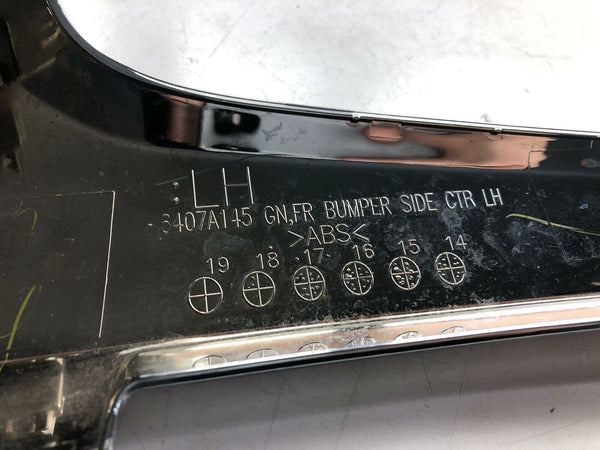 LH
6407A145 GN,FR BUMPER SIDE CTR LH
>ABS<
19 18 17 16 15 14